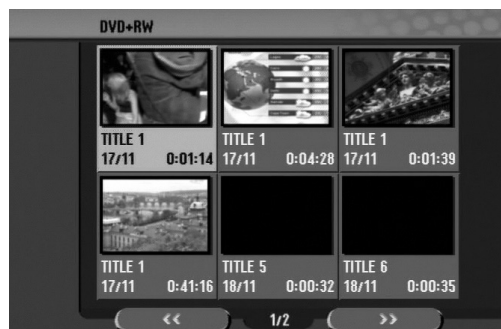 DVD+RW
TITLE 1 TITLE 1 TITLE 1
17/11 0:01:14 17/11 0:04:28 17/11 0:01:39
TITLE 1 TITLE 5 TITLE 6
17/11 0:41:16 18/11 0:00:32 18/11 0:00:35
<< 1/2 >>